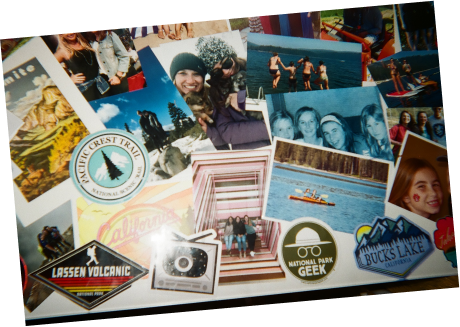 PACIFIC CREST TRAIL
NATIONAL SCENIC TRAIL
California
LASSEN VOLCANIC
NATIONAL PARK
NATIONAL PARK
GEEK
BUCKS LAKE
CALIFORNIA